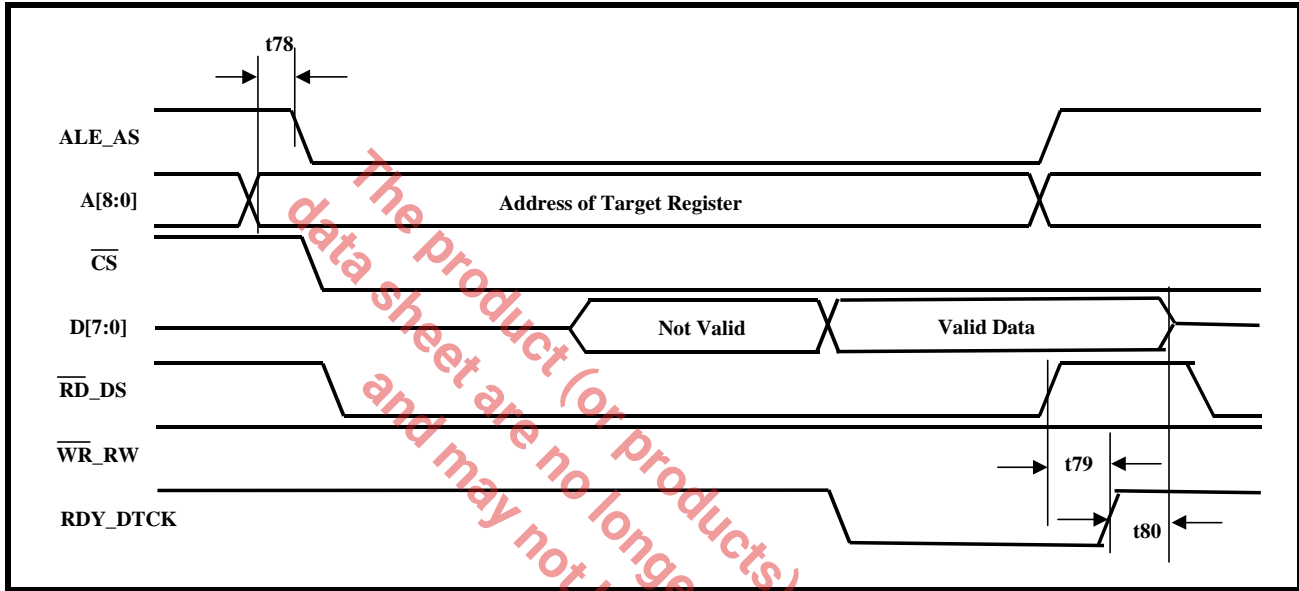 t78
ALE_AS
A[8:0]
Address of Target Register
CS
D[7:0]
Not Valid
Valid Data
RD_DS
WR_RW
t79
RDY_DTCK
t80
The product (or products)
data sheet are no longe
and may not